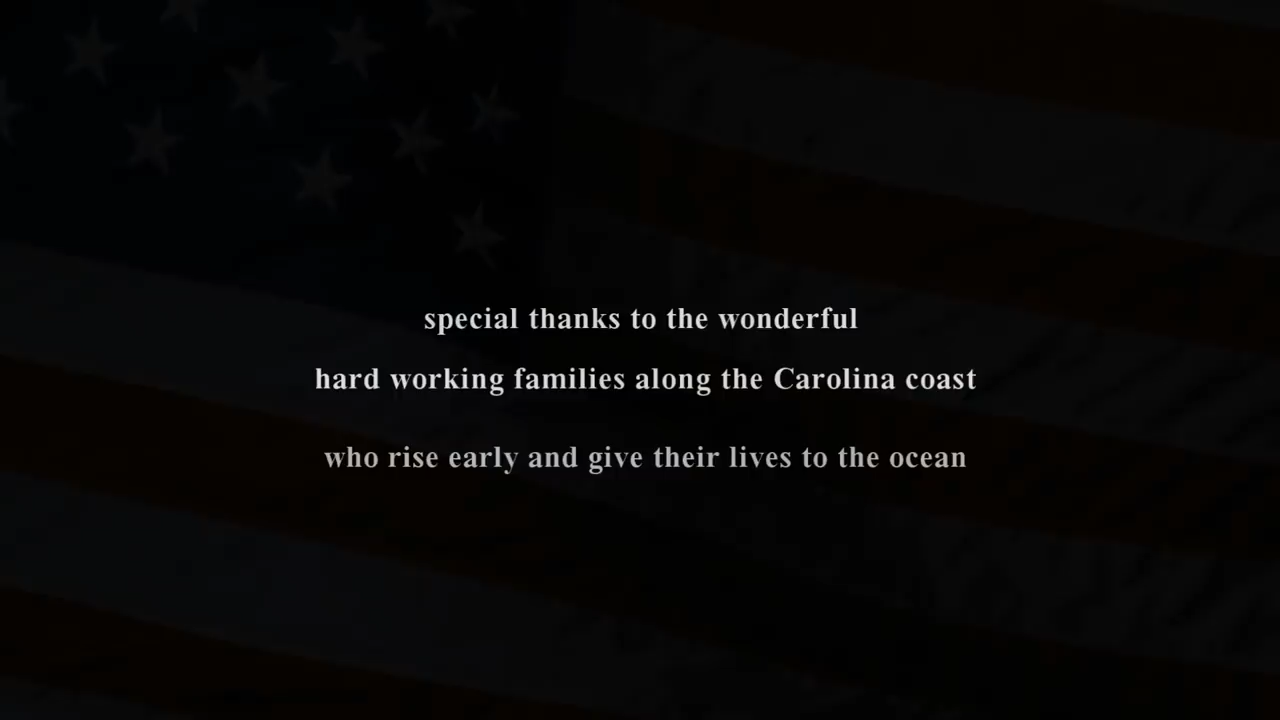 special thanks to the wonderful
hard working families along the Carolina coast
who rise early and give their lives to the ocean